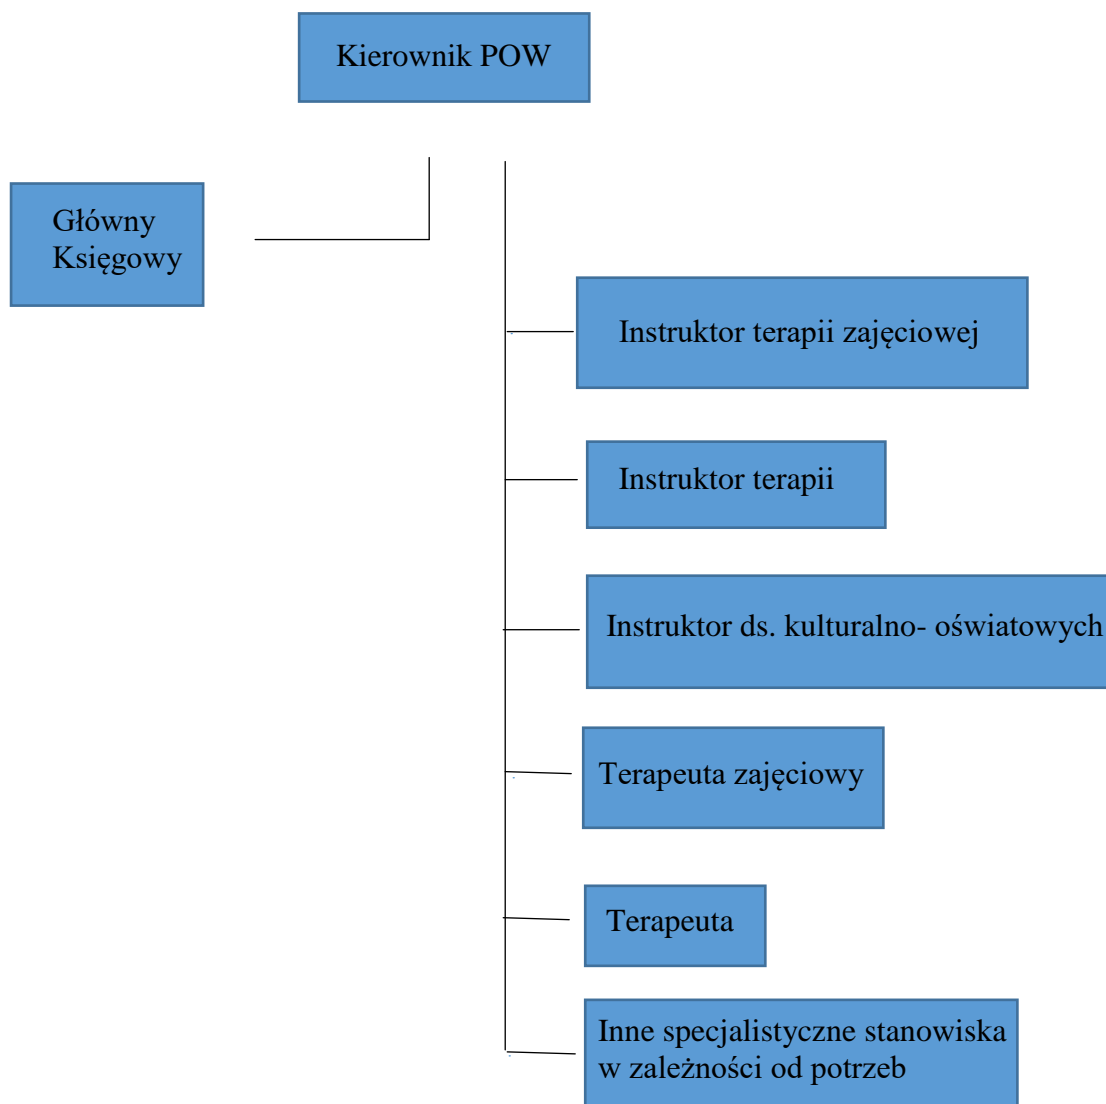 Kierownik POW
Główny
Księgowy
Instruktor terapii zajęciowej
Instruktor terapii
Instruktor ds. kulturalno- oświatowych
Terapeuta zajęciowy
Terapeuta
Inne specjalistyczne stanowiska
w zależności od potrzeb